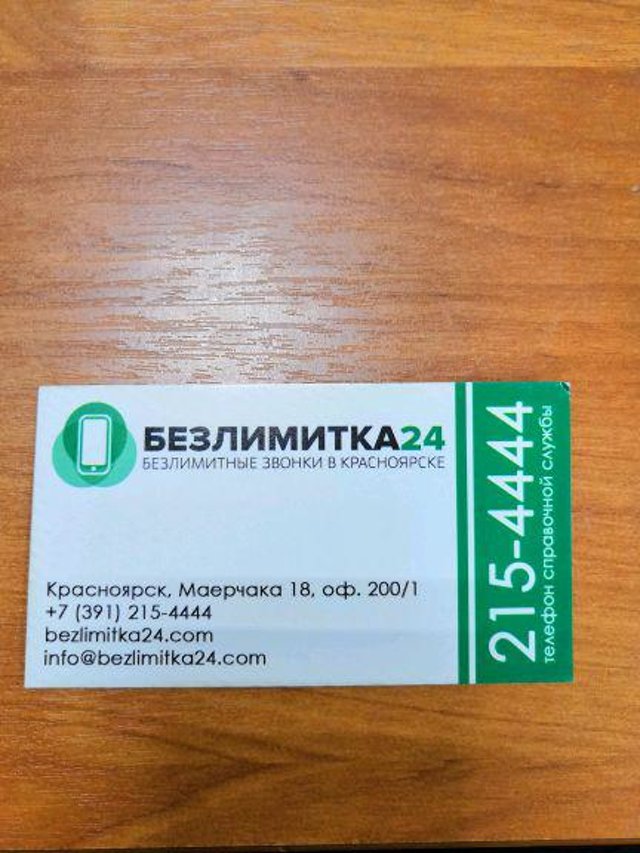 БЕЗЛИМИТКА24
БЕЗЛИМИТНЫЕ ЗВОНКИ В КРАСНОЯРСКЕ
Красноярск, Маерчака 18, оф. 200/1
+7 (391) 215-4444
bezlimitka24.com
info@bezlimitka24.com
215-4444
телефон справочной службы